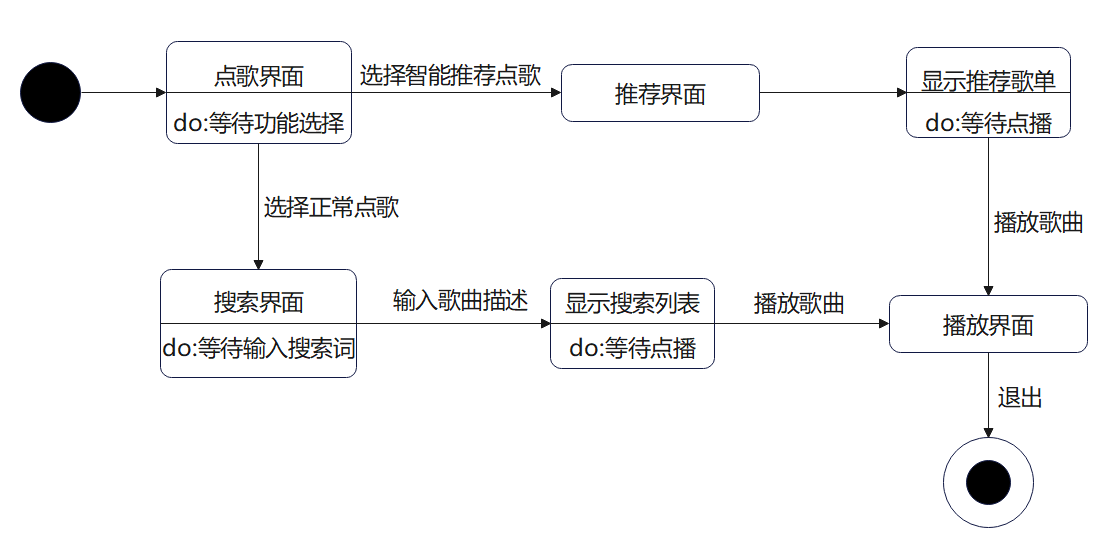 点歌界面
do:等待功能选择
选择智能推荐点歌
推荐界面
显示推荐歌单
do:等待点播
选择正常点歌
播放歌曲
搜索界面
do:等待输入搜索词
输入歌曲描述
显示搜索列表
do:等待点播
播放歌曲
播放界面
退出